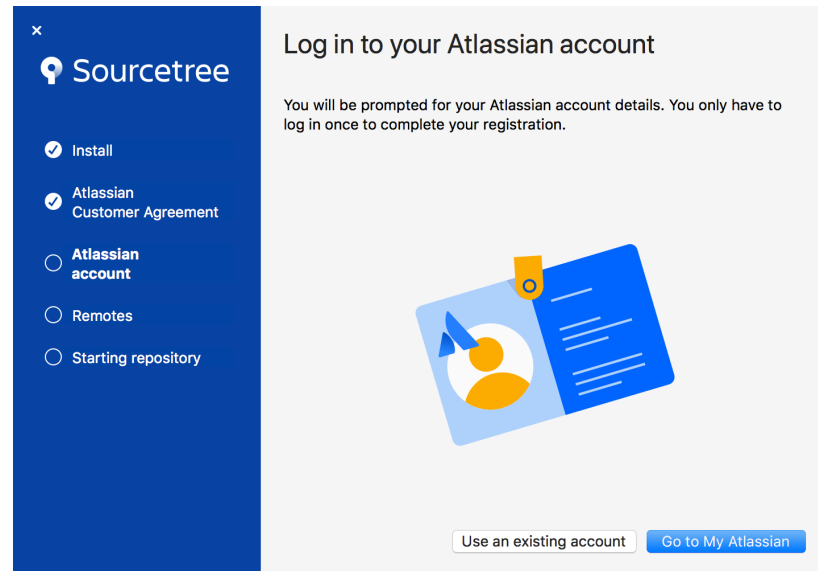 Sourcetree
Install
Atlassian
Customer Agreement
Atlassian
account
Remotes
Starting repository
Log in to your Atlassian account
You will be prompted for your Atlassian account details. You only have to
log in once to complete your registration.
Use an existing account
Go to My Atlassian